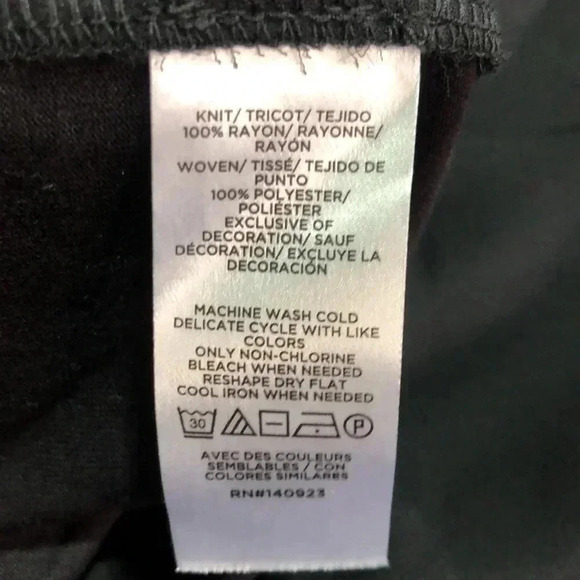 KNIT/ TRICOT/ TEJIDO
100% RAYON/ RAYONNE/
RAYÓN
WOVEN/ TISSÉ/ TEJIDO DE
PUNTO
100% POLYESTER/
POLIÉSTER
EXCLUSIVE OF
DECORATION/ SAUF
DÉCORATION/ EXCLUYE LA
DECORACIÓN
MACHINE WASH COLD
DELICATE CYCLE WITH LIKE
COLORS
ONLY NON-CHLORINE
BLEACH WHEN NEEDED
RESHAPE DRY FLAT
COOL IRON WHEN NEEDED
30 P
AVEC DES COULEURS
SEMBLABLES / CON
COLORES SIMILARES
RN#140923